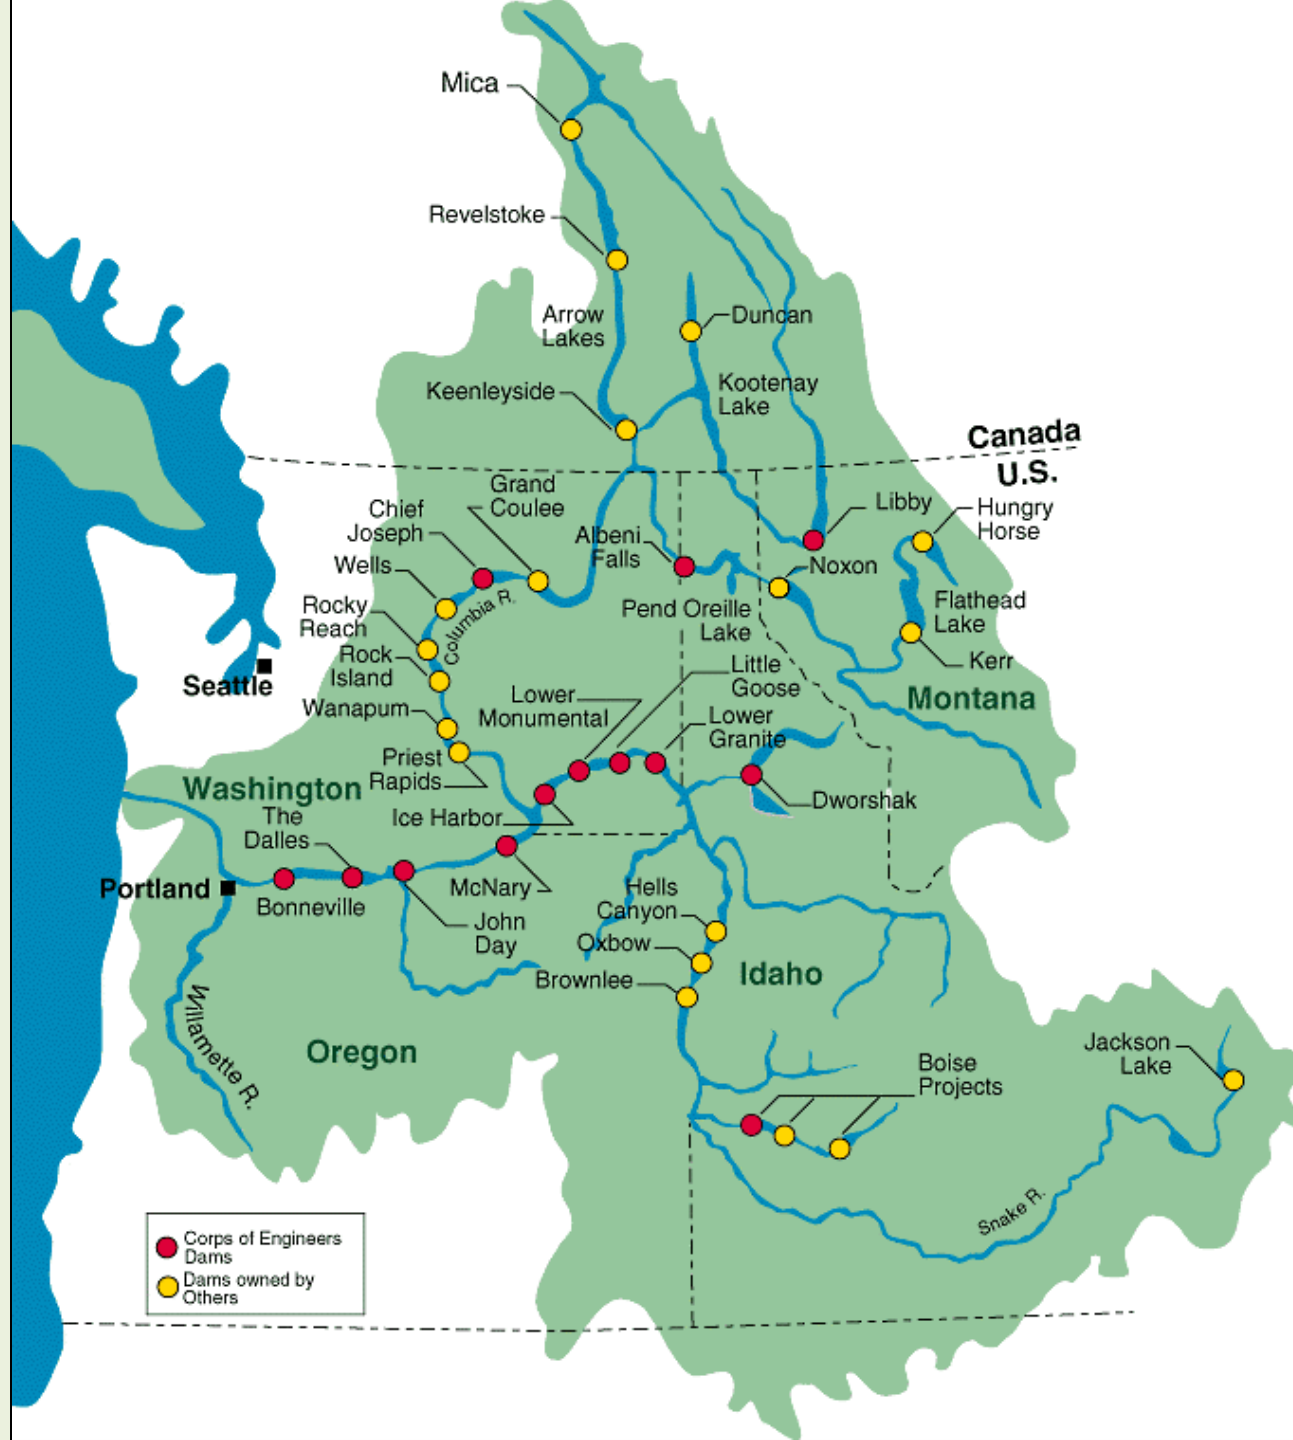 Mica
Revelstoke
Arrow
Lakes
Duncan
Keenleyside
Kootenay
Lake
Canada
U.S.
Grand
Coulee
Chief
Joseph
Libby
Hungry
Horse
Albeni
Falls
Wells
Noxon
Columbia R.
Rocky
Reach
Pend Oreille
Lake
Flathead
Lake
Rock
Island
Kerr
Seattle
Little
Goose
Lower
Monumental
Montana
Wanapum
Lower
Granite
Priest
Rapids
Washington
Dworshak
Ice Harbor
The
Dalles
Portland
Bonneville
McNary
Hells
Canyon
John
Day
Oxbow
Brownlee
Idaho
Willamette R.
Oregon
Jackson
Lake
Boise
Projects
Snake R.
Corps of Engineers
Dams
Dams owned by
Others